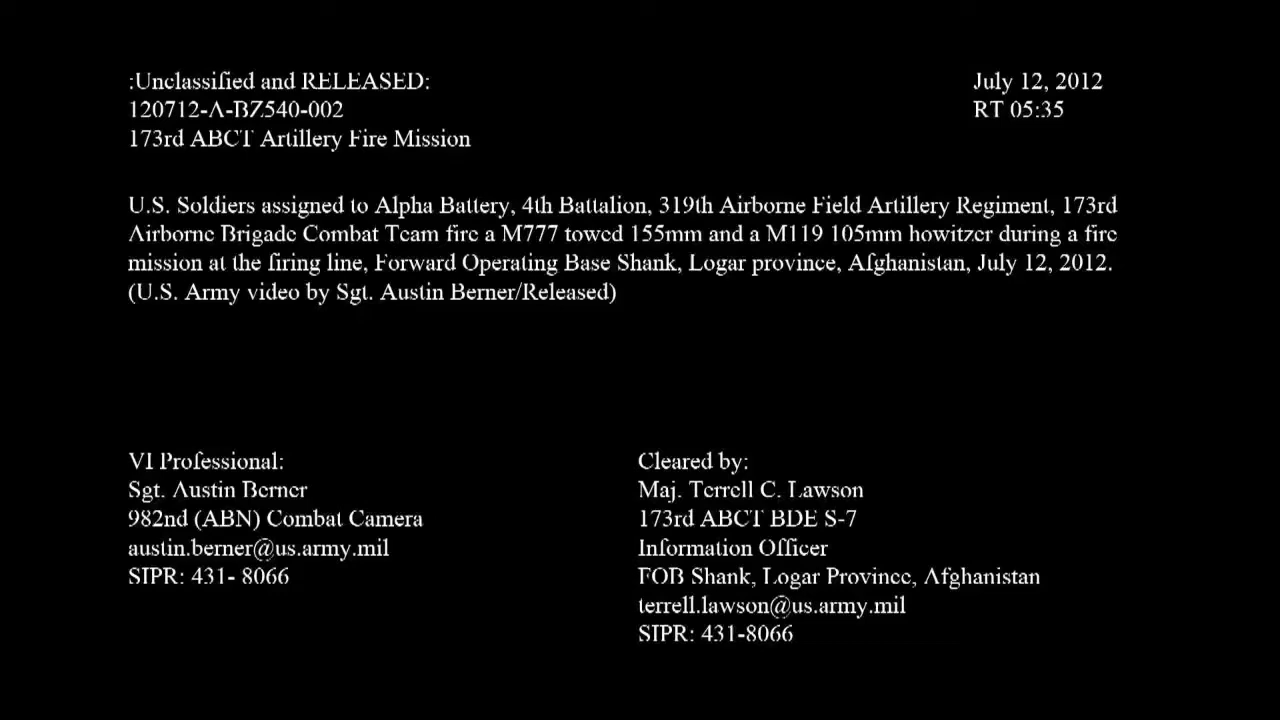 :Unclassified and RELEASED:
July 12, 2012
120712-A-BZ540-002
RT 05:35
173rd ABCT Artillery Fire Mission
U.S. Soldiers assigned to Alpha Battery, 4th Battalion, 319th Airborne Field Artillery Regiment, 173rd
Airborne Brigade Combat Team fire a M777 towed 155mm and a M119 105mm howitzer during a fire
mission at the firing line, Forward Operating Base Shank, Logar province, Afghanistan, July 12, 2012.
(U.S. Army video by Sgt. Austin Berner/Released)
VI Professional:
Sgt. Austin Berner
982nd (ABN) Combat Camera
austin.berner@us.army.mil
SIPR: 431- 8066
Cleared by:
Maj. Terrell C. Lawson
173rd ABCT BDE S-7
Information Officer
FOB Shank, Logar Province, Afghanistan
terrell.lawson@us.army.mil
SIPR: 431-8066